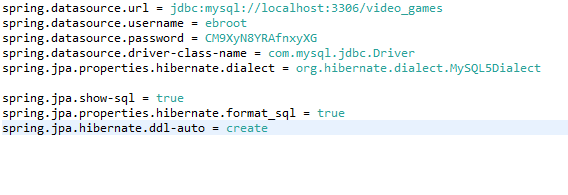 spring.datasource.url = jdbc:mysql://localhost:3306/video_games
spring.datasource.username = ebroot
spring.datasource.password = CM9XyN8YRAfnxyXG
spring.datasource.driver-class-name = com.mysql.jdbc.Driver
spring.jpa.properties.hibernate.dialect = org.hibernate.dialect.MySQL5Dialect
spring.jpa.show-sql = true
spring.jpa.properties.hibernate.format_sql = true
spring.jpa.hibernate.ddl-auto = create